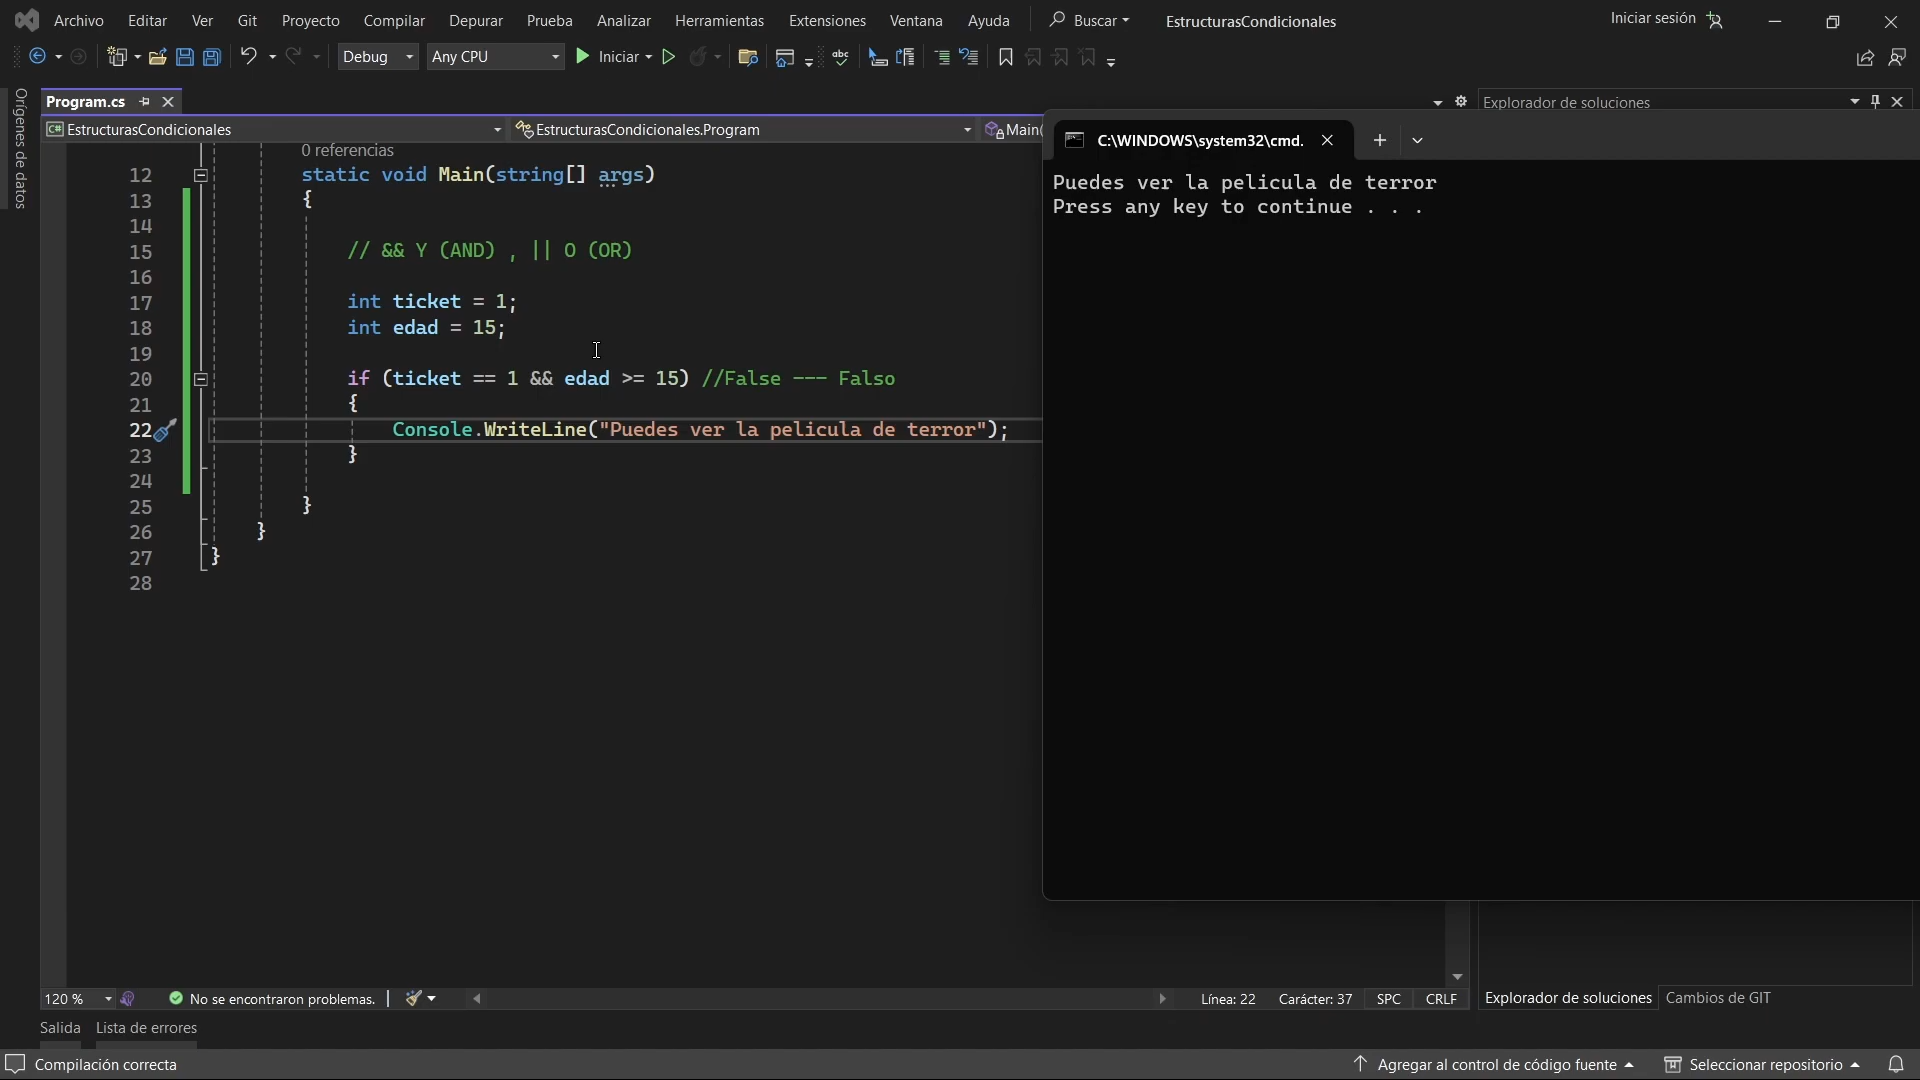 Archivo Editar Ver Git Proyecto Compilar Depurar Prueba Analizar Herramientas Extensiones Ventana Ayuda Buscar EstructurasCondicionales Iniciar sesión
Debug Any CPU Iniciar abc
Orígenes de datos
Program.cs
Explorador de soluciones
C# EstructurasCondicionales EstructurasCondicionales.Program Main(
0 referencias
12 static void Main(string[] args)
13 {
14
15 // && Y (AND) , || O (OR)
16
17 int ticket = 1;
18 int edad = 15;
19
20 if (ticket == 1 && edad >= 15) //False --- Falso
21 {
22 Console.WriteLine("Puedes ver la pelicula de terror");
23 }
24
25 }
26 }
27 }
28
C:\WINDOWS\system32\cmd.
Puedes ver la pelicula de terror
Press any key to continue . . .
120 % No se encontraron problemas. Línea: 22 Carácter: 37 SPC CRLF
Explorador de soluciones Cambios de GIT
Salida Lista de errores
Compilación correcta Agregar al control de código fuente Seleccionar repositorio